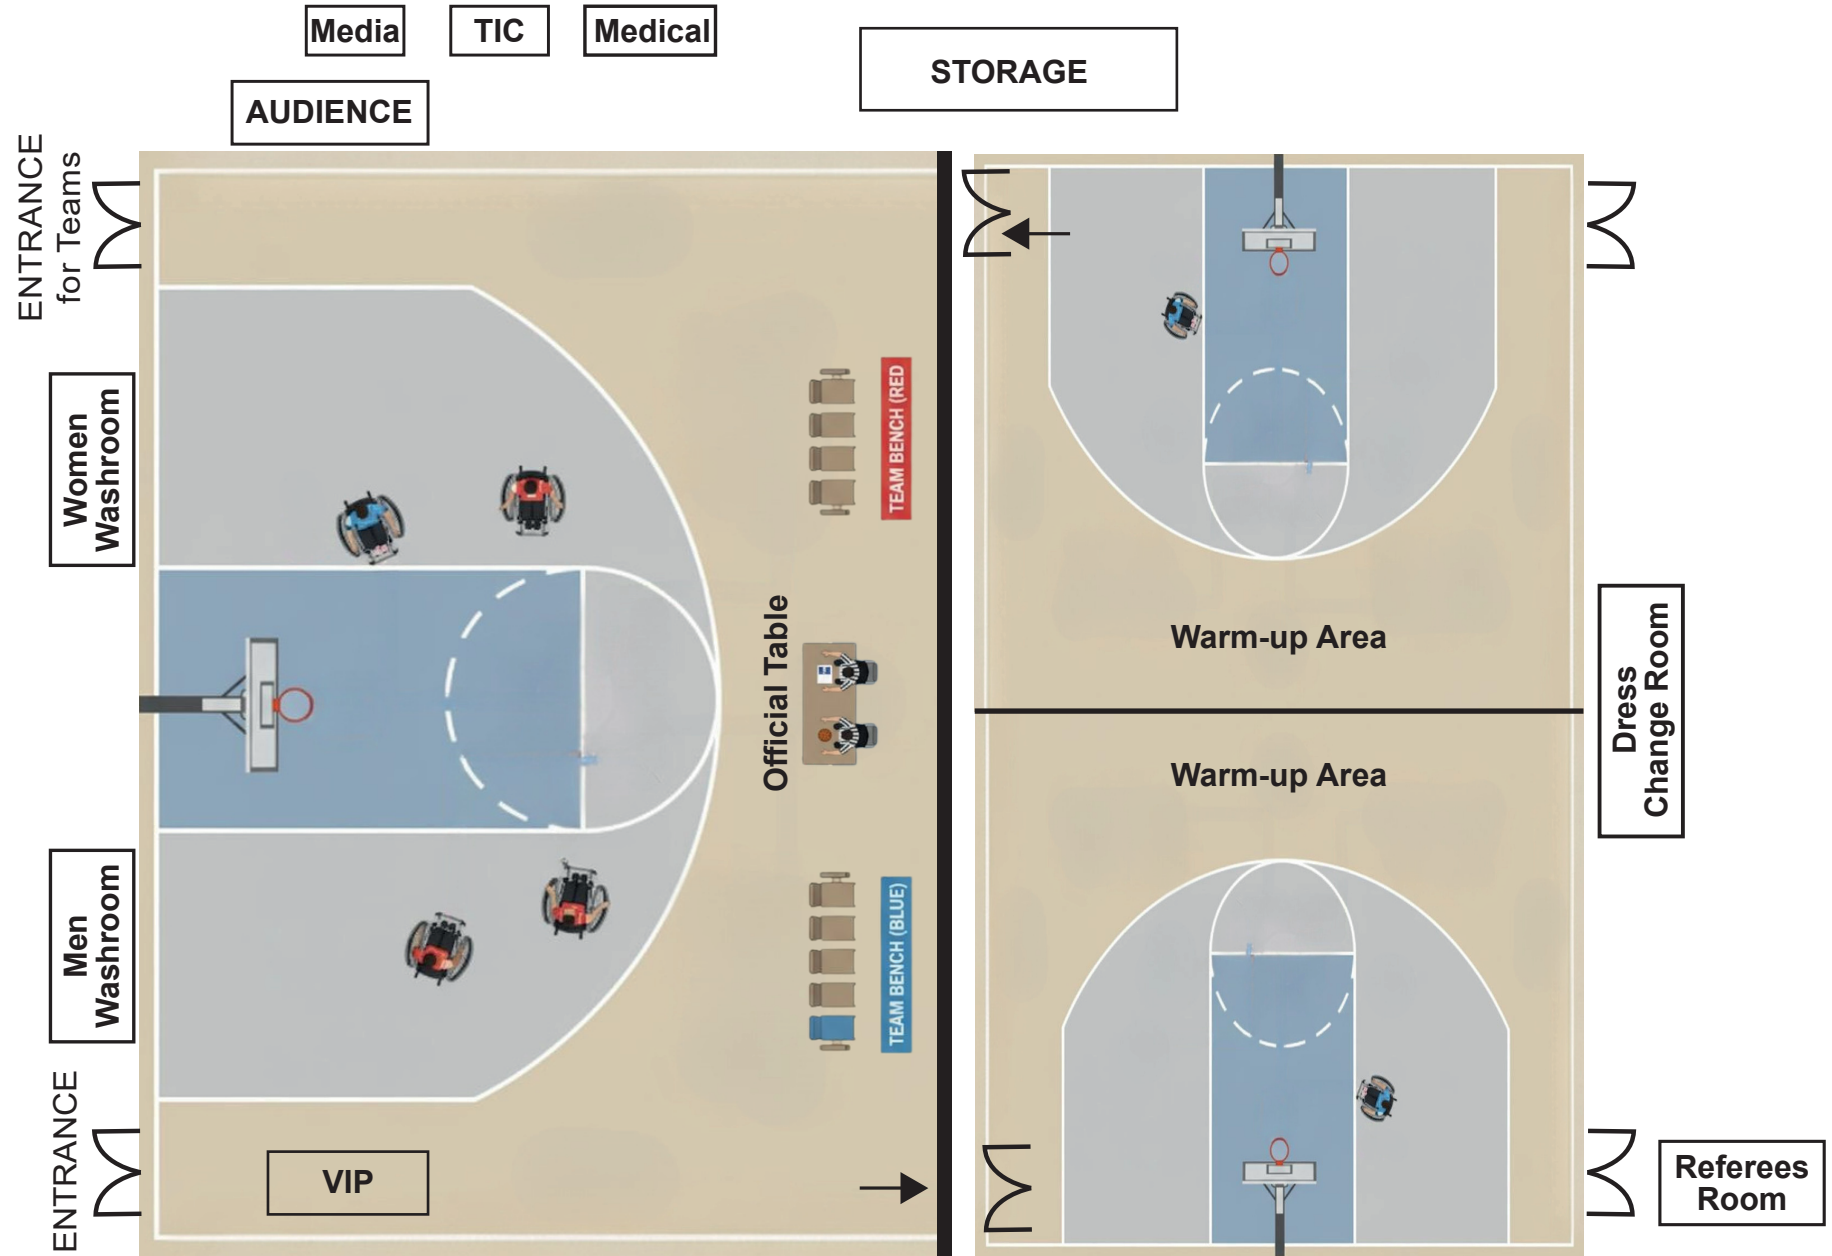 Media
TIC
Medical
STORAGE
AUDIENCE
ENTRANCE
for Teams
Women
Washroom
TEAM BENCH (RED
Official Table
Warm-up Area
Warm-up Area
Dress
Change Room
Men
Washroom
TEAM BENCH (BLUE)
ENTRANCE
VIP
Referees
Room